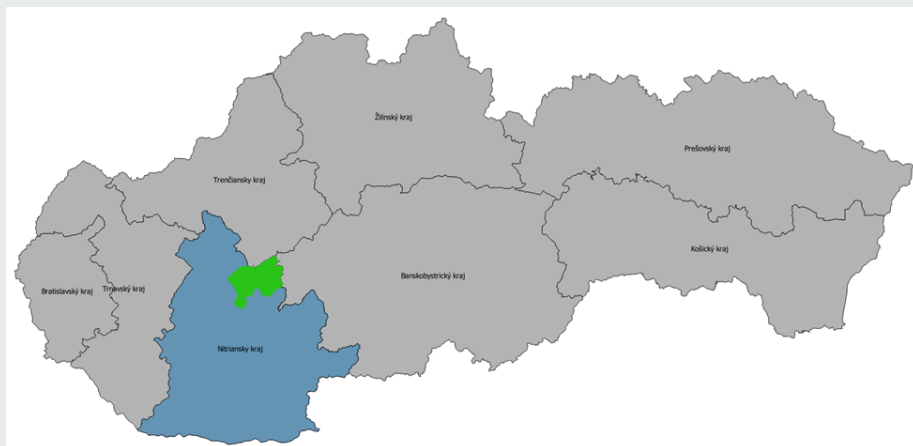 Žilinský kraj
Prešovský kraj
Trenčiansky kraj
Košický kraj
Banskobystrický kraj
Bratislavský kraj
Trnavský kraj
Nitriansky kraj